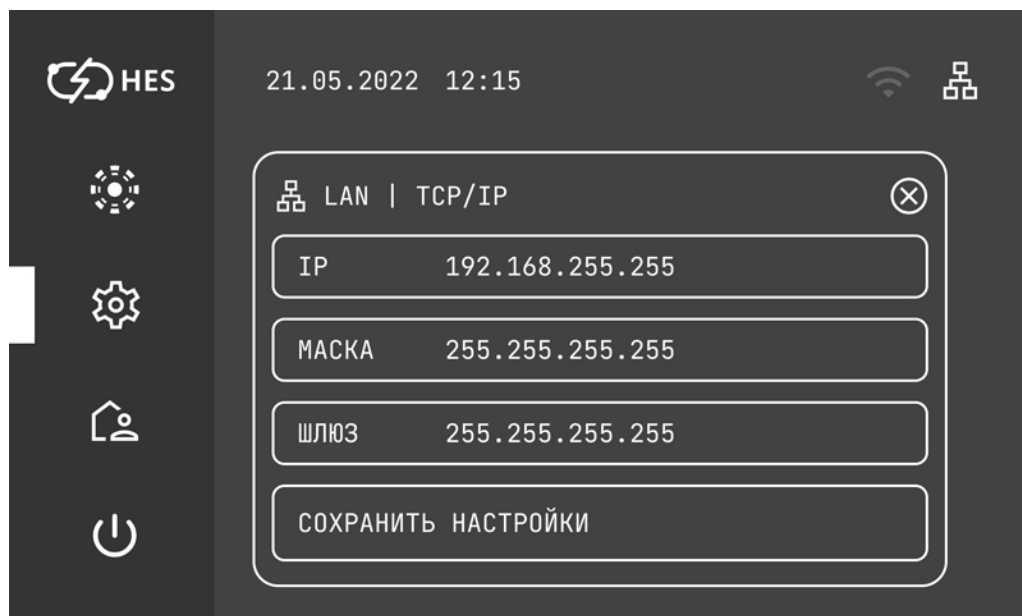 HES
21.05.2022 12:15
LAN | TCP/IP
IP 192.168.255.255
МАСКА 255.255.255.255
ШЛЮЗ 255.255.255.255
СОХРАНИТЬ НАСТРОЙКИ